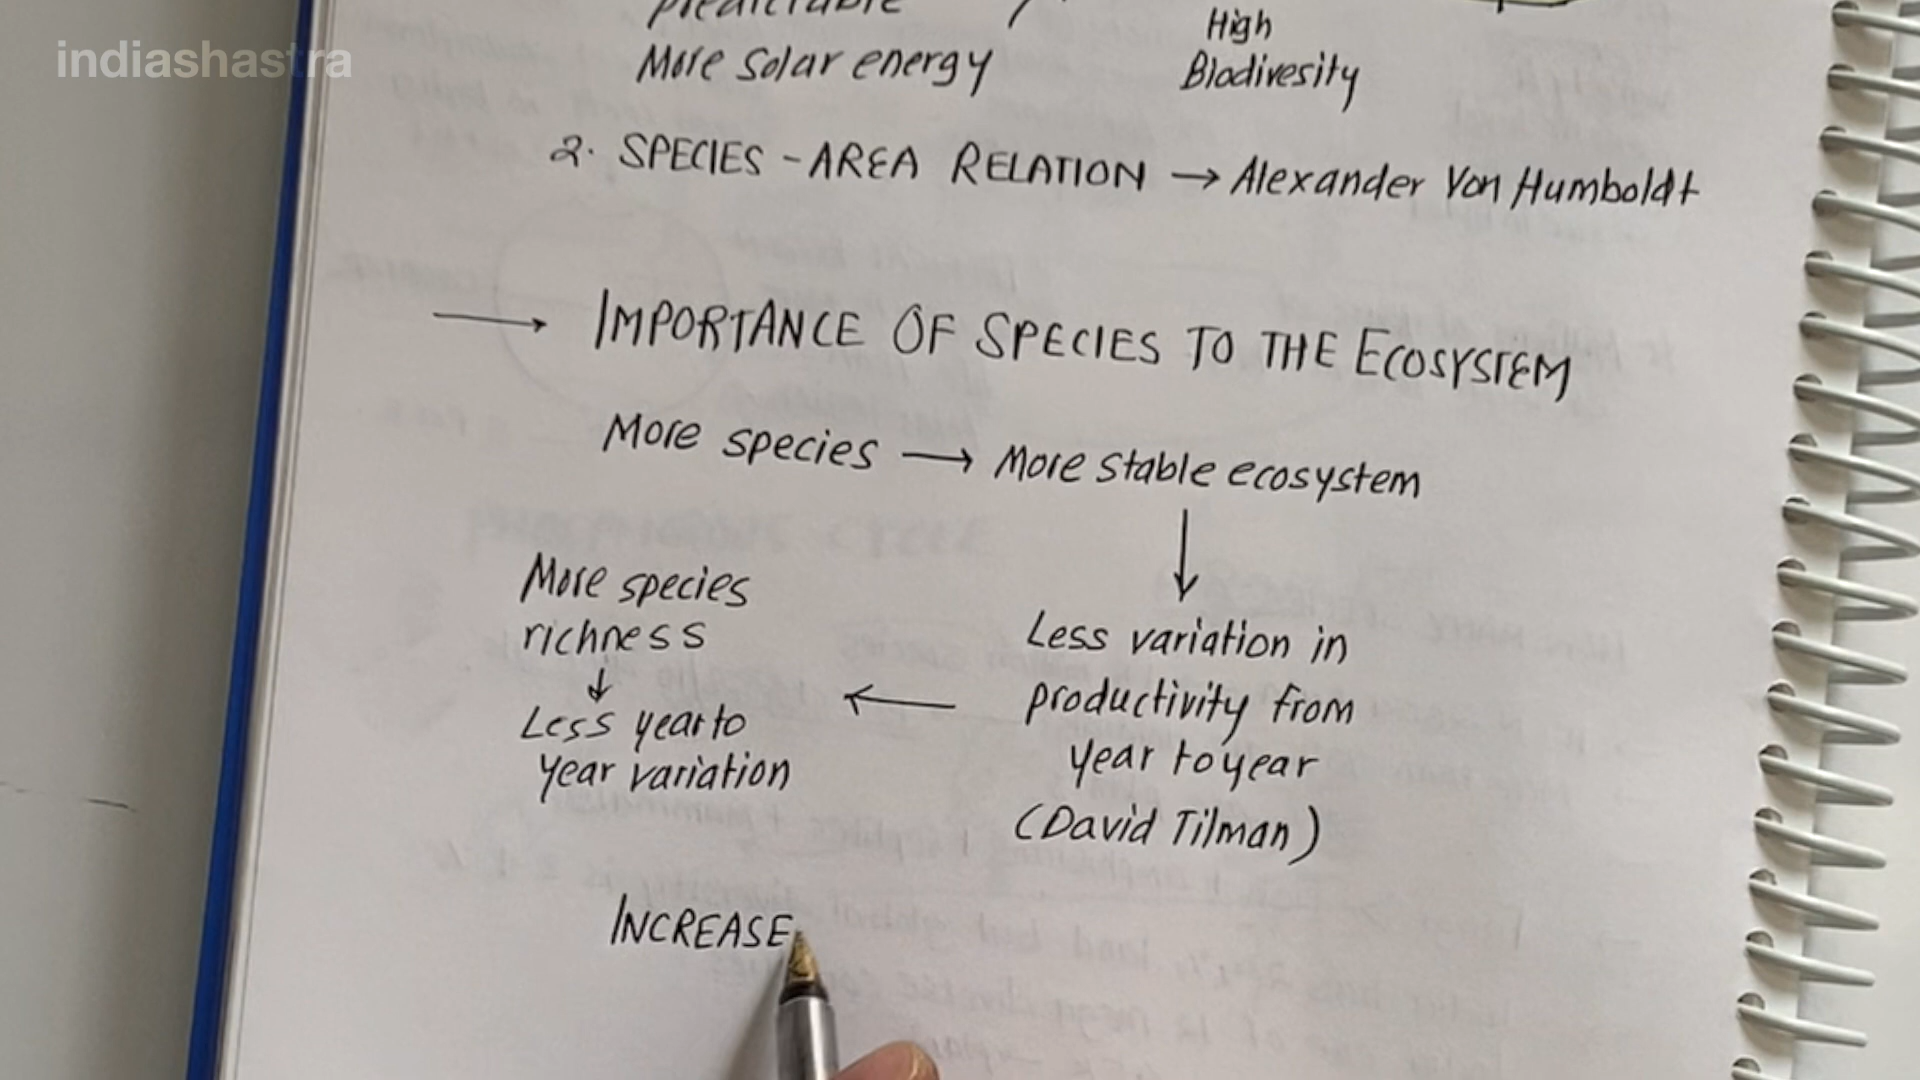 indiashastra
Predictable
More Solar energy
High
Biodivesity
2. SPECIES - AREA RELATION → Alexander Von Humboldt
→ IMPORTANCE OF SPECIES TO THE ECOSYSTEM
More species → More stable ecosystem
↓
Less variation in
productivity from
year to year
(David Tilman)
←
More species
richness
↓
Less year to
year variation
INCREASE